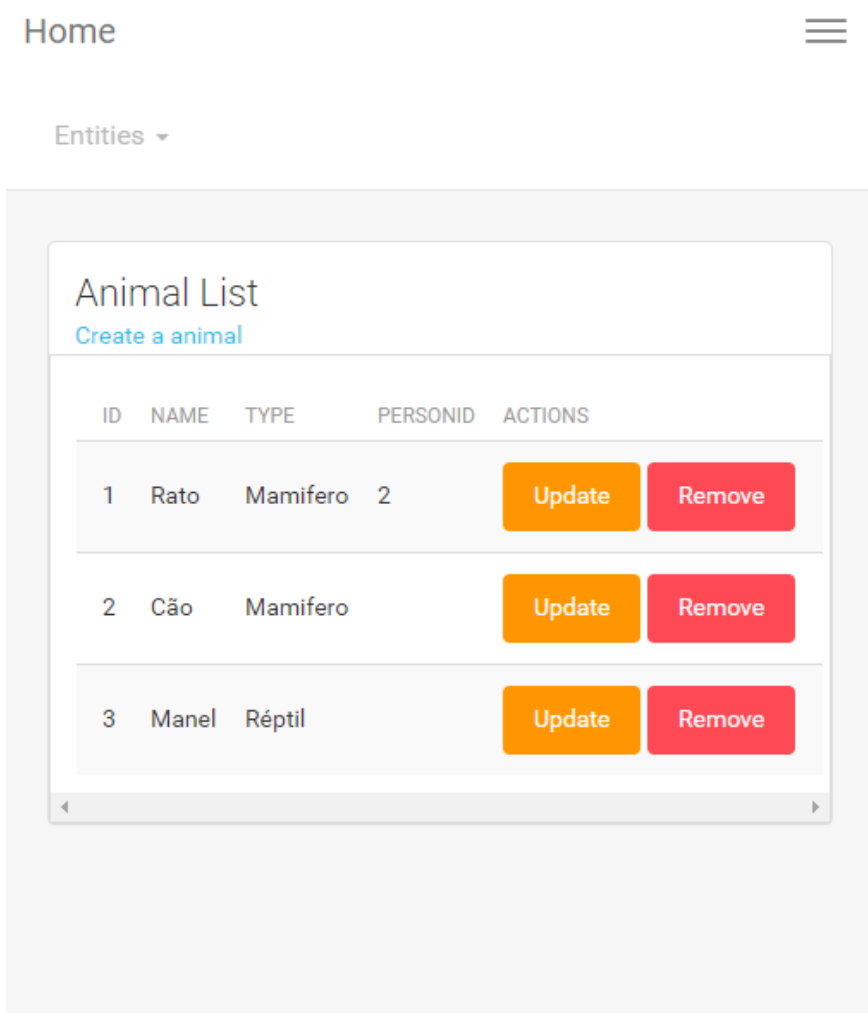 Home
Entities
Animal List
Create a animal
ID NAME TYPE PERSONID ACTIONS
1 Rato Mamifero 2 Update Remove
2 Cão Mamifero Update Remove
3 Manel Réptil Update Remove